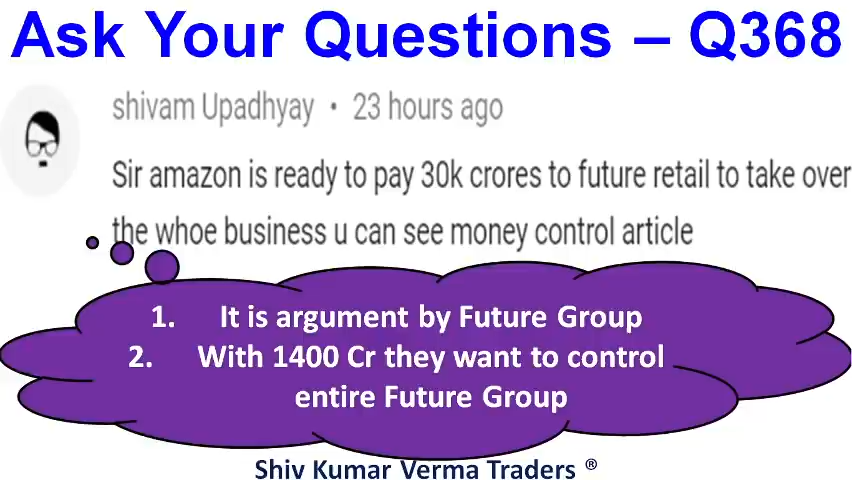 Ask Your Questions – Q368
shivam Upadhyay • 23 hours ago
Sir amazon is ready to pay 30k crores to future retail to take over
the whoe business u can see money control article
1. It is argument by Future Group
2. With 1400 Cr they want to control
entire Future Group
Shiv Kumar Verma Traders ®